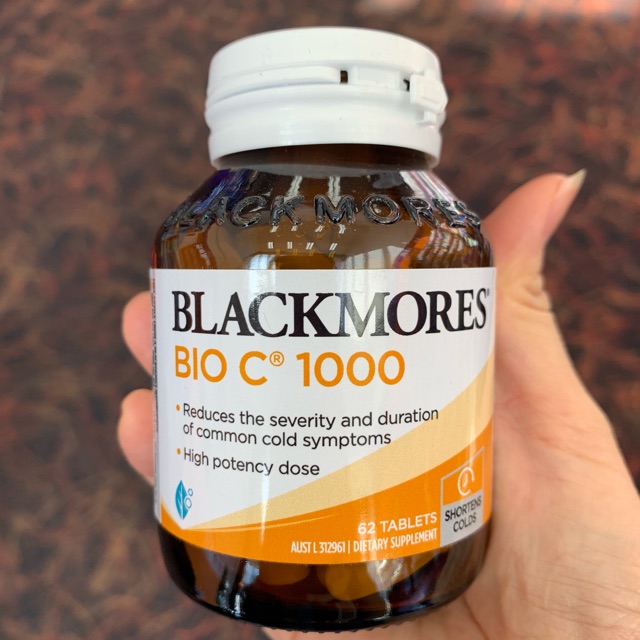 BLACKMORES
BLACKMORES®
BIO C® 1000
• Reduces the severity and duration
of common cold symptoms
• High potency dose
62 TABLETS
AUST L 312961 | DIETARY SUPPLEMENT
SHORTENS
COLDS